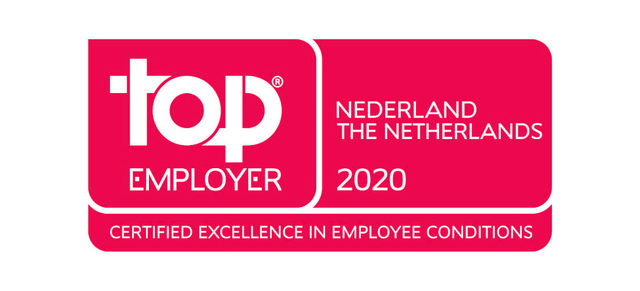 top®
EMPLOYER
NEDERLAND
THE NETHERLANDS
2020
CERTIFIED EXCELLENCE IN EMPLOYEE CONDITIONS